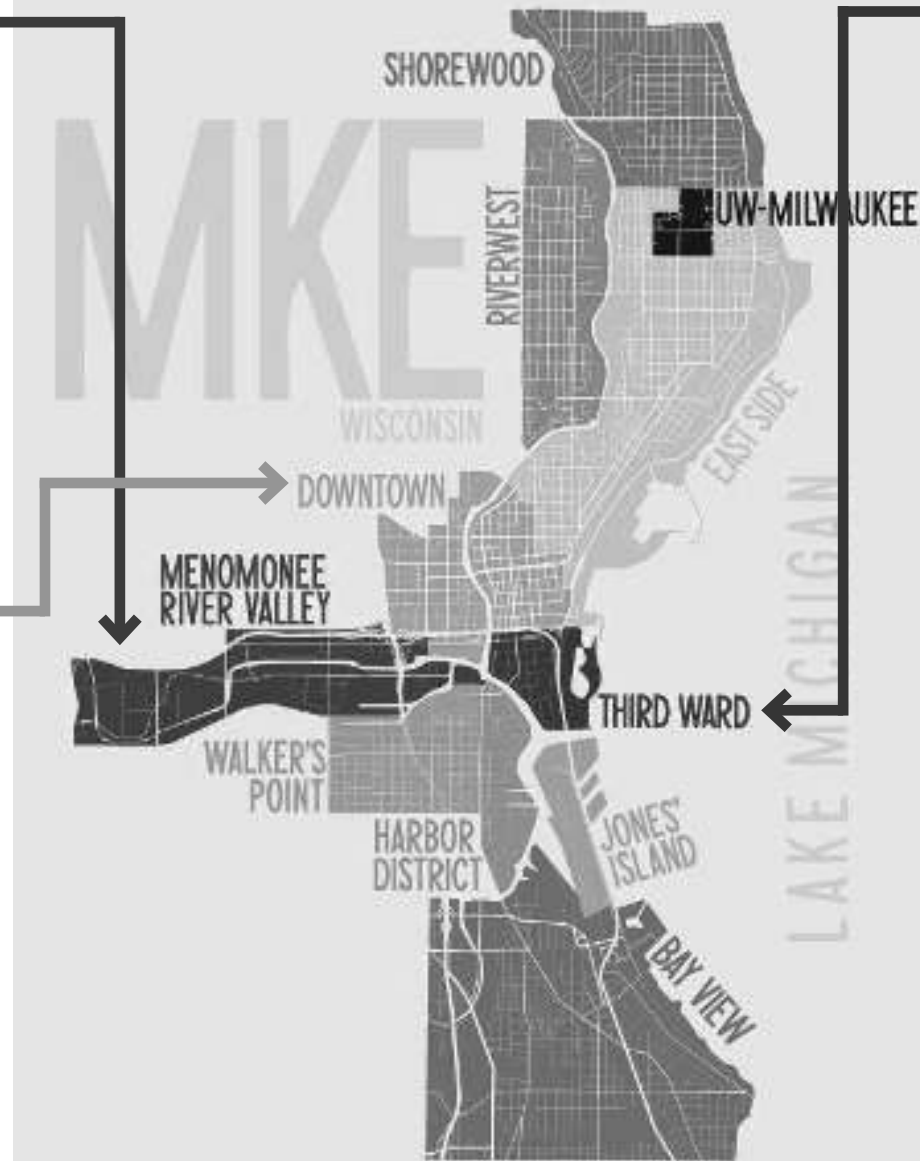 SHOREWOOD
MKE
UW-MILWAUKEE
RIVERWEST
WISCONSIN
EAST SIDE
DOWNTOWN
LAKE MICHIGAN
MENOMONEE
RIVER VALLEY
THIRD WARD
WALKER'S
POINT
HARBOR
DISTRICT
JONES'
ISLAND
BAY VIEW